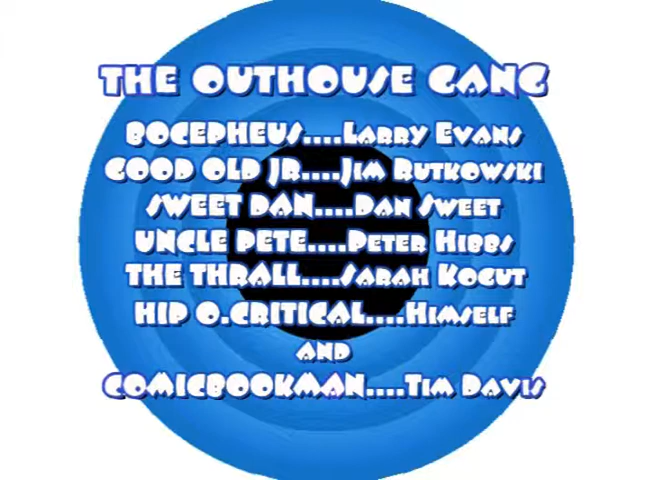 THE OUTHOUSE GANG
BOCEPHEUS....Larry Evans
GOOD OLD JR....Jim Rutkowski
SWEET DAN....Dan Sweet
UNCLE PETE....Peter Hibbs
THE THRALL....Sarah Kogut
HIP O.CRITICAL....Himself
and
COMICBOOKMAN....Tim Davis